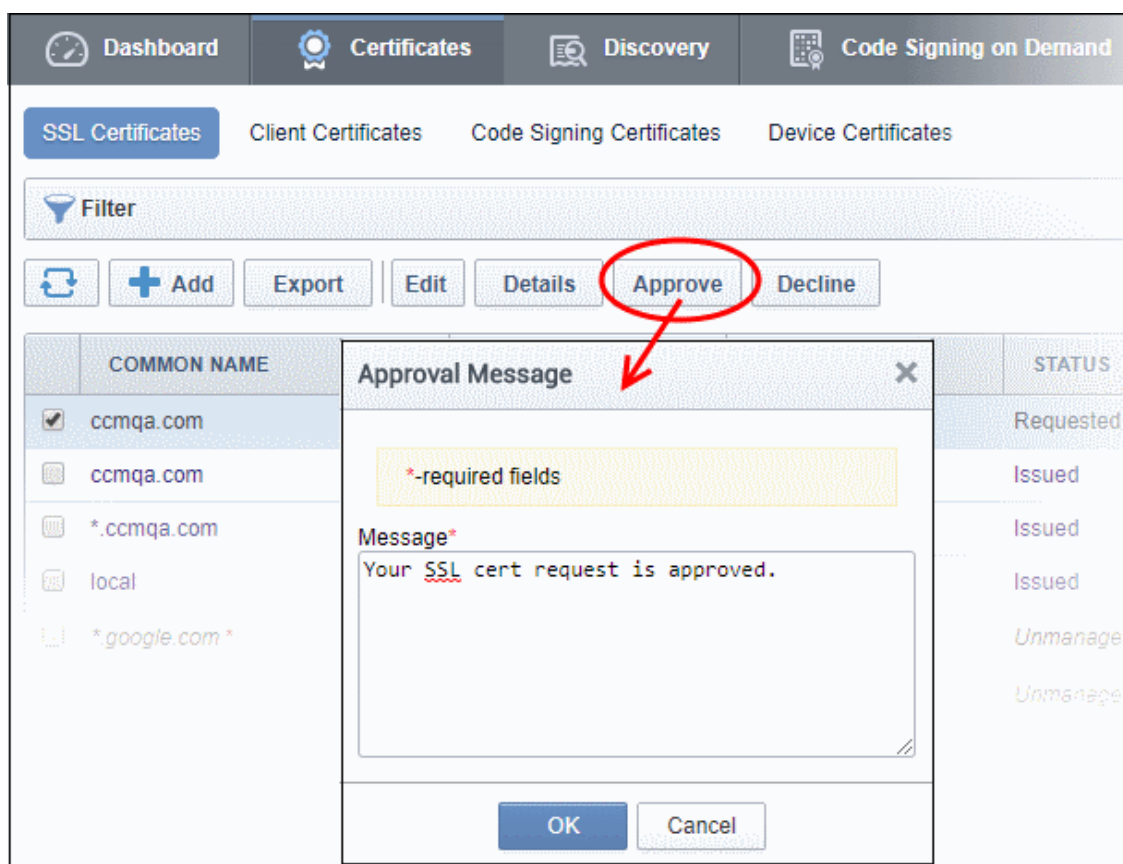 Dashboard Certificates Discovery Code Signing on Demand
SSL Certificates Client Certificates Code Signing Certificates Device Certificates
Filter
Add Export Edit Details Approve Decline
COMMON NAME STATUS
Approval Message
ccmqa.com Requested
*-required fields
ccmqa.com Issued
*.ccmqa.com Issued
Message*
Your SSL cert request is approved.
local Issued
*.google.com * Unmanage
Unmanage
OK Cancel